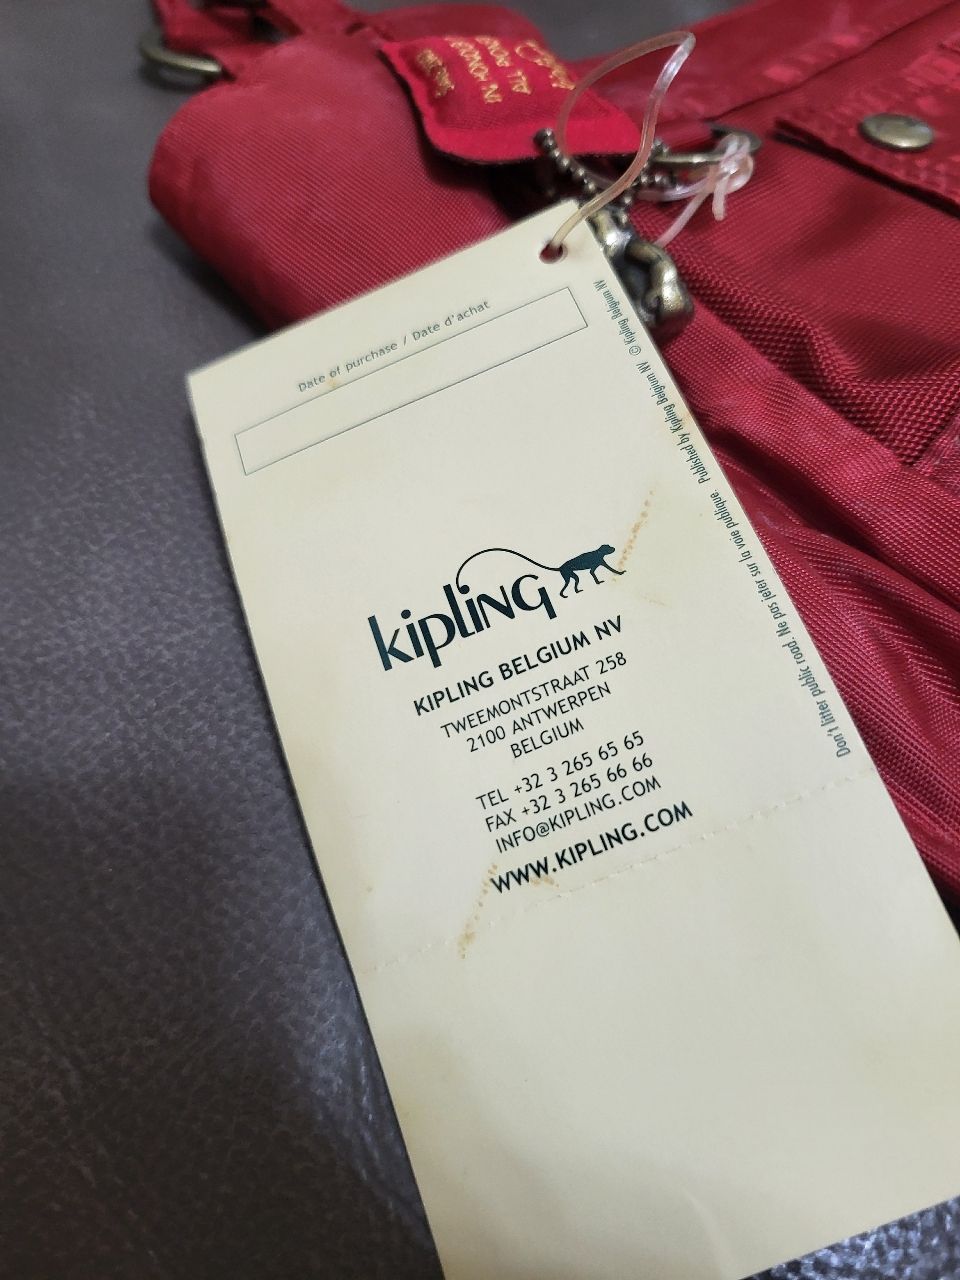 Date of purchase / Date d'achat
kipling
KIPLING BELGIUM NV
TWEEMONTSTRAAT 258
2100 ANTWERPEN
BELGIUM
TEL +32 3 265 65 65
FAX +32 3 265 66 66
INFO@KIPLING.COM
WWW.KIPLING.COM
Don't litter public road. Ne pas jeter sur la voie publique. Published by Kipling Belgium NV © Kipling Belgium NV